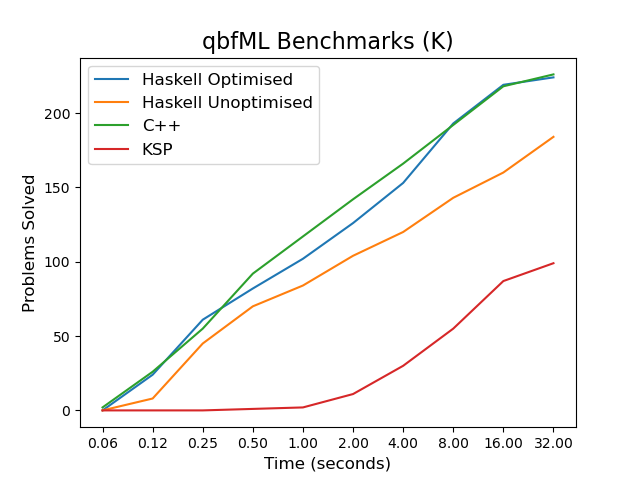 qbfML Benchmarks (K)
Haskell Optimised
Haskell Unoptimised
C++
KSP
200
150
100
50
0
Problems Solved
0.06 0.12 0.25 0.50 1.00 2.00 4.00 8.00 16.00 32.00
Time (seconds)